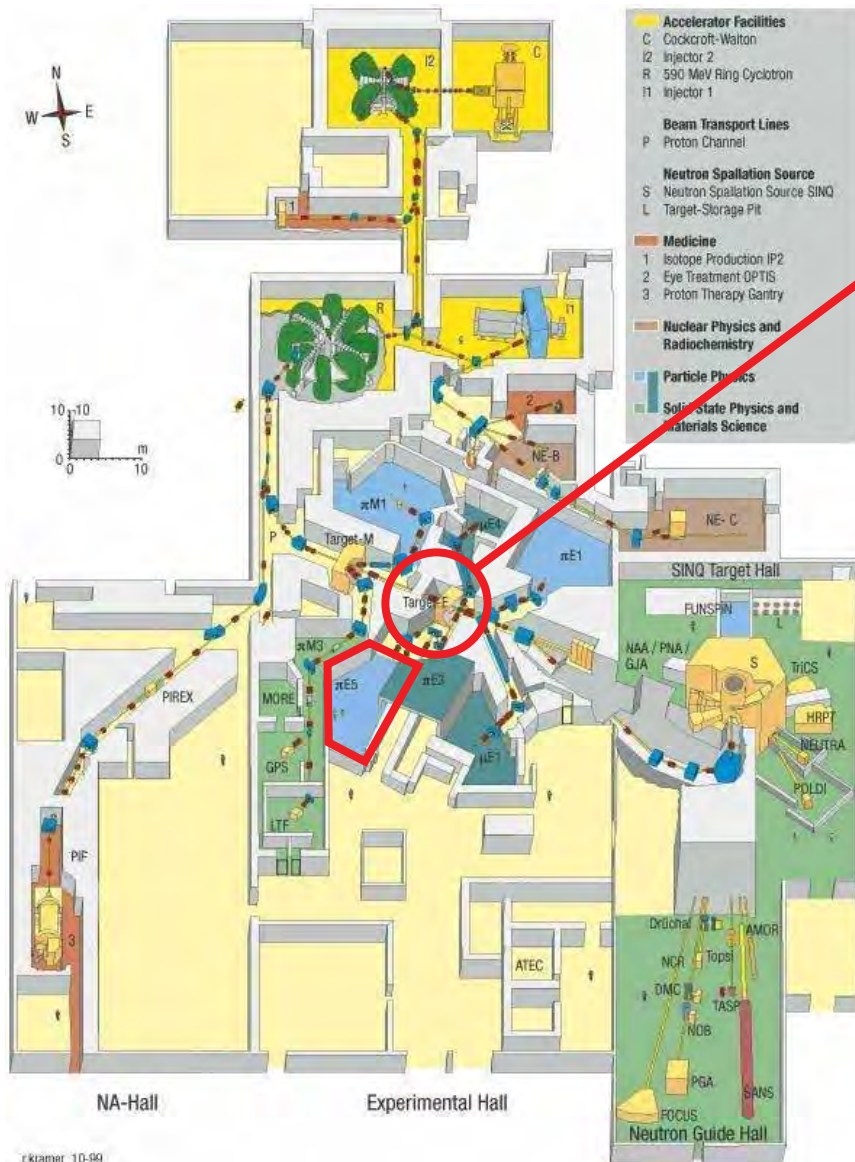 Accelerator Facilities
C Cockcroft-Walton
I2 Injector 2
R 590 MeV Ring Cyclotron
I1 Injector 1
Beam Transport Lines
P Proton Channel
Neutron Spallation Source
S Neutron Spallation Source SINQ
L Target-Storage Pit
Medicine
1 Isotope Production IP2
2 Eye Treatment OPTIS
3 Proton Therapy Gantry
Nuclear Physics and
Radiochemistry
Particle Physics
Solid State Physics and
Materials Science
N
W E
S
I2
C
1
R
I1
10 10
m
0
0 10
2
NE-B
πM1
μE4
NE- C
P
Target-M
πE1
SINQ Target Hall
Target-E
FUNSPIN
L
πM3
NAA / PNA /
GJA
S
TriCS
PIREX
MORE
πE5
πE3
HRPT
NEUTRA
GPS
μE1
POLDI
LTF
PIF
3
Drüchal
AMOR
NCR
Topsi
ATEC
DMC
TASP
NOB
PGA
SANS
FOCUS
NA-Hall
Experimental Hall
Neutron Guide Hall
r.kramer 10-99